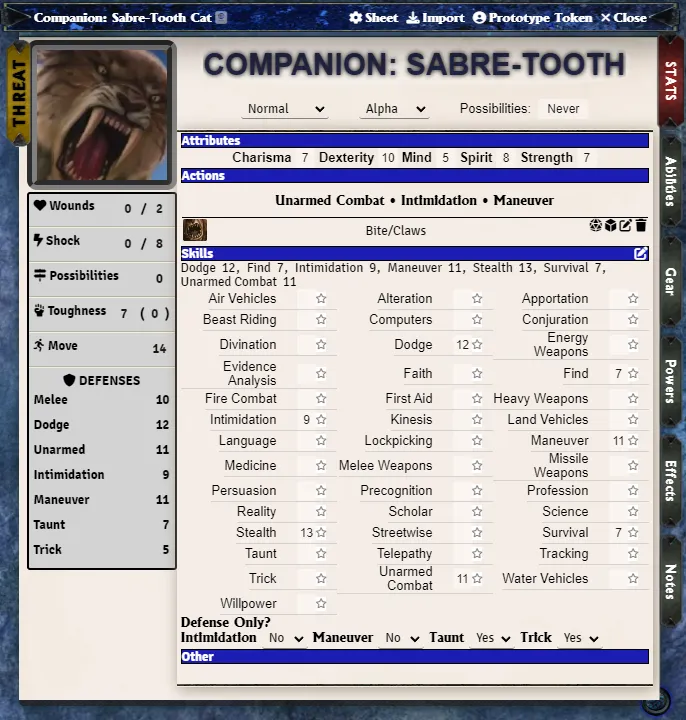 Companion: Sabre-Tooth Cat Sheet Import Prototype Token Close
THREAT
COMPANION: SABRE-TOOTH
Normal Alpha Possibilities: Never
Attributes
Charisma 7 Dexterity 10 Mind 5 Spirit 8 Strength 7
Actions
Unarmed Combat • Intimidation • Maneuver
Bite/Claws
Wounds 0 / 2
Shock 0 / 8
Possibilities 0
Toughness 7 ( 0 )
Move 14
DEFENSES
Melee 10
Dodge 12
Unarmed 11
Intimidation 9
Maneuver 11
Taunt 7
Trick 5
Skills
Dodge 12, Find 7, Intimidation 9, Maneuver 11, Stealth 13, Survival 7,
Unarmed Combat 11
Air Vehicles Alteration Apportation
Beast Riding Computers Conjuration
Divination Dodge 12 Energy
Weapons
Evidence
Analysis Faith Find 7
Fire Combat First Aid Heavy Weapons
Intimidation 9 Kinesis Land Vehicles
Language Lockpicking Maneuver 11
Medicine Melee Weapons Missile
Weapons
Persuasion Precognition Profession
Reality Scholar Science
Stealth 13 Streetwise Survival 7
Taunt Telepathy Tracking
Trick Unarmed
Combat 11 Water Vehicles
Willpower
Defense Only?
Intimidation No Maneuver No Taunt Yes Trick Yes
Other
STATS
Abilities
Gear
Powers
Effects
Notes